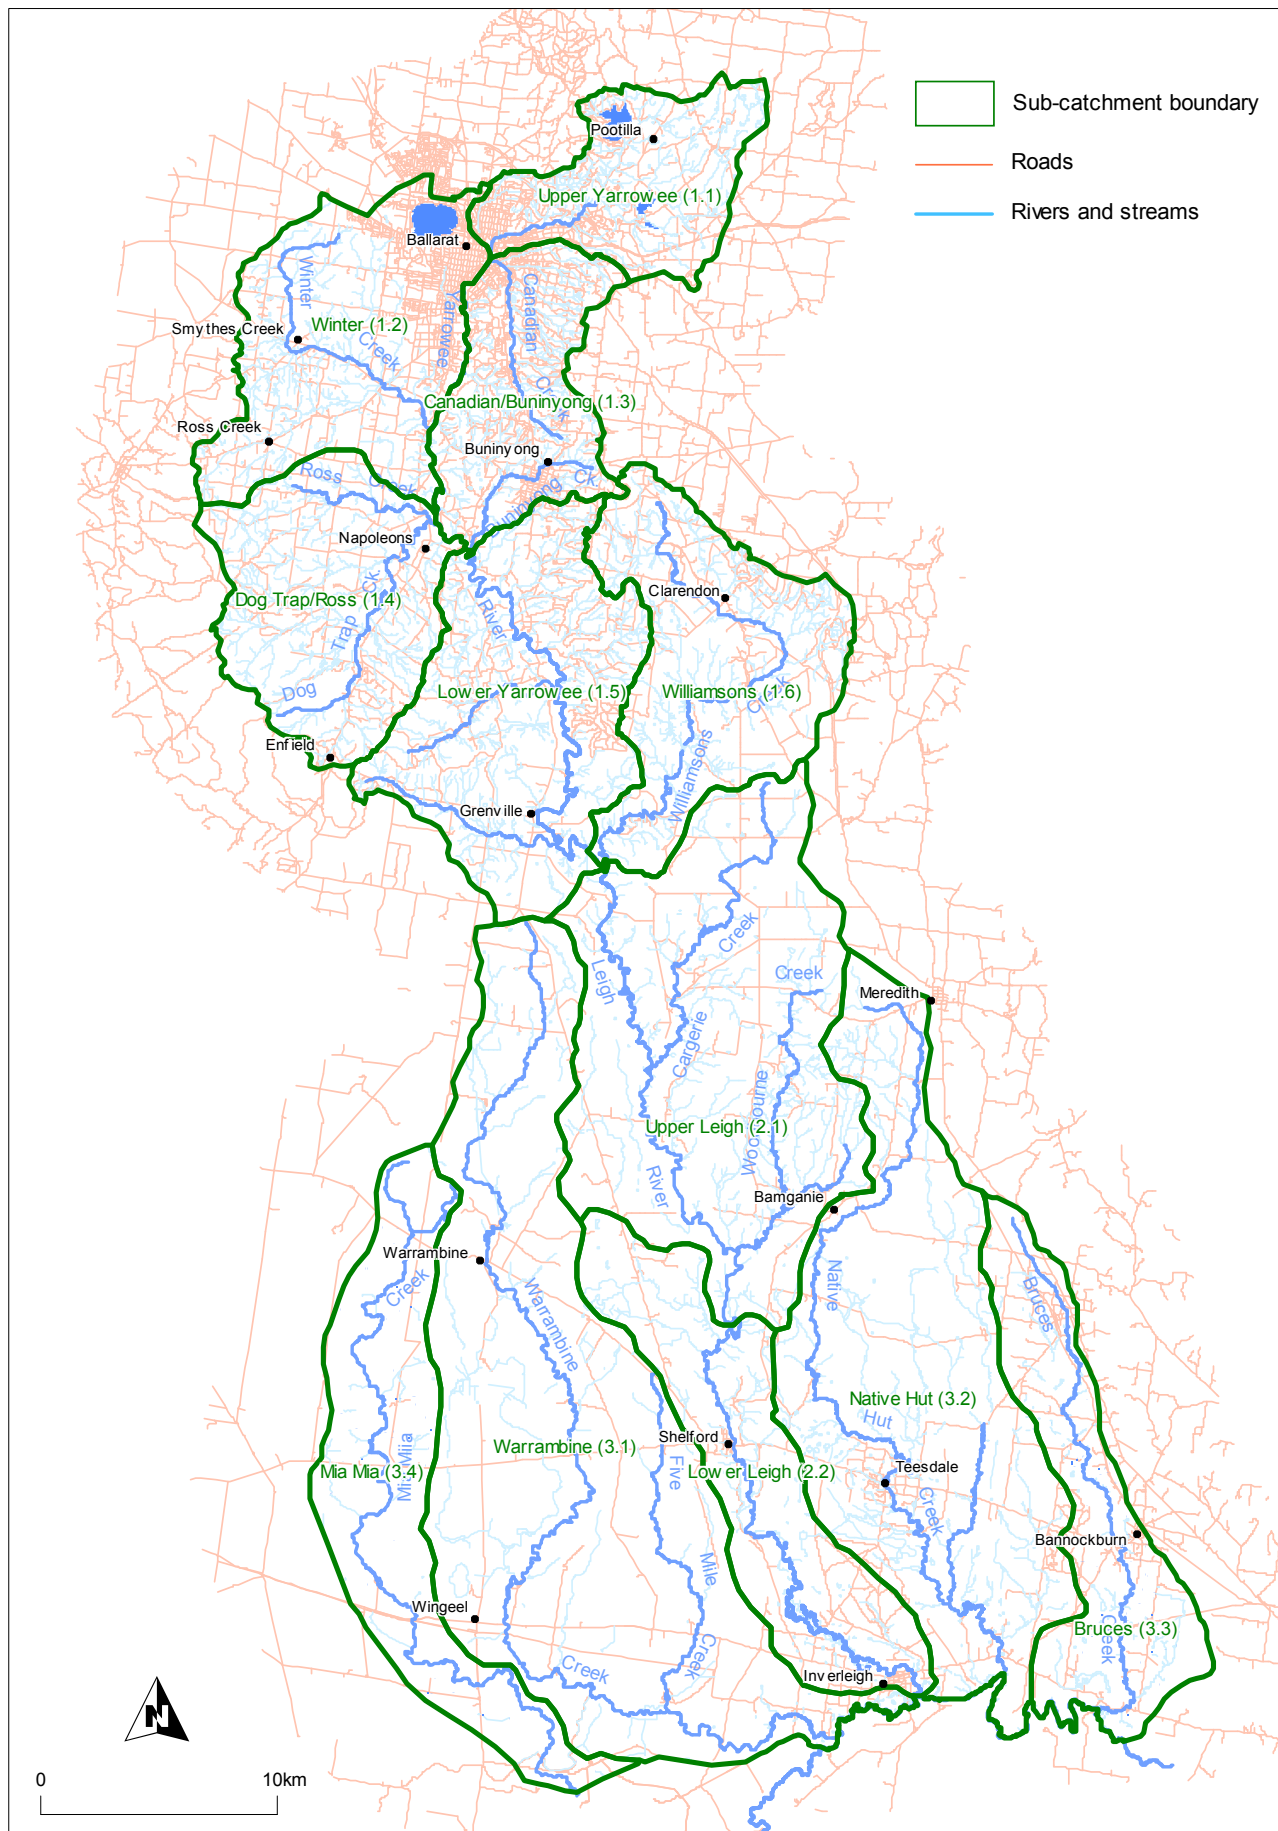 Sub-catchment boundary
Roads
Rivers and streams
Pootilla
Upper Yarrowee (1.1)
Ballarat
Winter
Canadian
Yarrowee
Smythes Creek
Winter (1.2)
Creek
Creek
Canadian/Buninyong (1.3)
Ross Creek
Buninyong
Ross Creek
Ck.
Buninyong
Napoleons
Clarendon
Dog Trap/Ross (1.4)
Ck.
River
Trap
Dog
Lower Yarrowee (1.5)
Williamsons (1.6)
Creek
Enfield
Williamsons
Grenville
Creek
Leigh
Creek
Meredith
Cargerie
Woolbourne
Upper Leigh (2.1)
River
Bamganie
Warrambine
Creek
Native
Bruces
Warrambine
Native Hut (3.2)
Hut
Shelford
Warrambine (3.1)
Mia Mia (3.4)
Mia Miia
Five
Lower Leigh (2.2)
Teesdale
Creek
Bannockburn
Mile
Wingeel
Bruces (3.3)
Creek
Creek
Creek
Inverleigh
N
0
10km